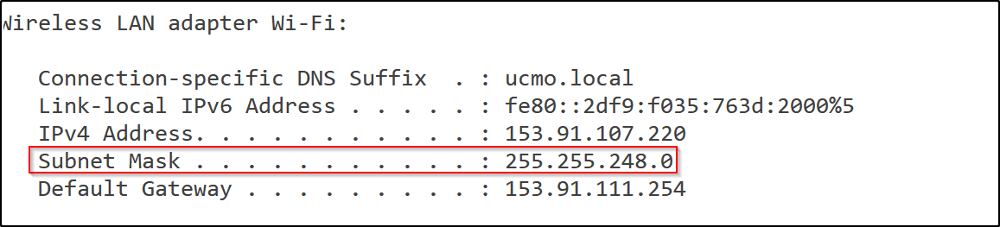 Wireless LAN adapter Wi-Fi:
Connection-specific DNS Suffix  . : ucmo.local
Link-local IPv6 Address . . . . . : fe80::2df9:f035:763d:2000%5
IPv4 Address. . . . . . . . . . . : 153.91.107.220
Subnet Mask . . . . . . . . . . . : 255.255.248.0
Default Gateway . . . . . . . . . : 153.91.111.254